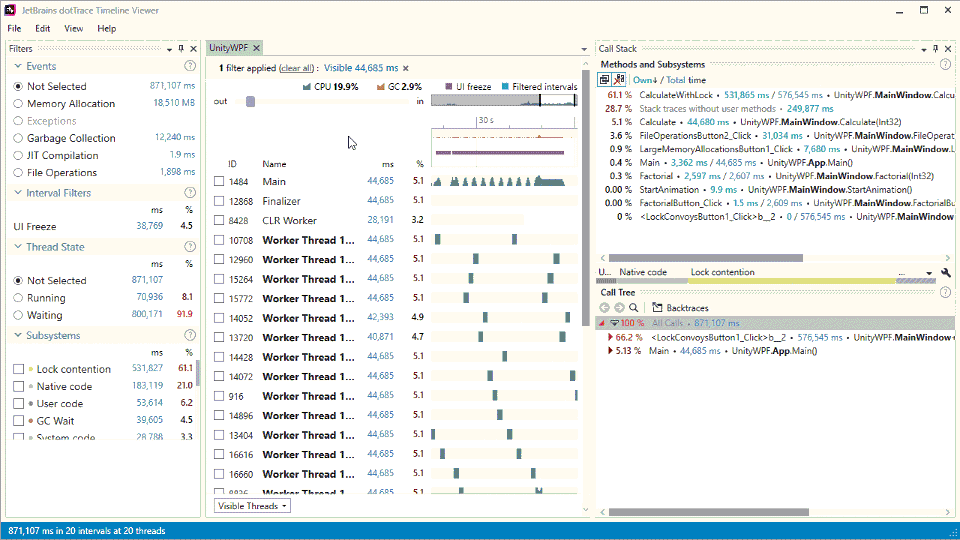 JetBrains dotTrace Timeline Viewer
File Edit View Help
Filters
Events
Not Selected 871,107 ms
Memory Allocation 18,510 MB
Exceptions
Garbage Collection 12,240 ms
JIT Compilation 1.9 ms
File Operations 1,898 ms
Interval Filters
ms %
UI Freeze 38,769 4.5
Thread State
ms %
Not Selected 871,107
Running 70,936 8.1
Waiting 800,171 91.9
Subsystems
ms %
Lock contention 531,827 61.1
Native code 183,119 21.0
User code 53,614 6.2
GC Wait 39,605 4.5
System code 28,788 3.3
UnityWPF
1 filter applied (clear all) : Visible 44,685 ms
CPU 19.9% GC 2.9% UI freeze Filtered intervals
out in
30 s
ID Name ms %
1484 Main 44,685 5.1
12868 Finalizer 44,685 5.1
8428 CLR Worker 28,191 3.2
10708 Worker Thread 1... 44,685 5.1
12960 Worker Thread 1... 44,685 5.1
15264 Worker Thread 1... 44,685 5.1
15772 Worker Thread 1... 44,685 5.1
14052 Worker Thread 1... 42,393 4.9
13720 Worker Thread 1... 40,871 4.7
14428 Worker Thread 1... 44,685 5.1
14072 Worker Thread 1... 44,685 5.1
916 Worker Thread 1... 44,685 5.1
14896 Worker Thread 1... 44,685 5.1
13404 Worker Thread 1... 44,685 5.1
16616 Worker Thread 1... 44,685 5.1
16660 Worker Thread 1... 44,685 5.1
8836 Worker Thread 1... 44,685 5.1
Visible Threads
Call Stack
Methods and Subsystems
Own↓ / Total time
61.1 % CalculateWithLock • 531,865 ms / 576,545 ms • UnityWPF.MainWindow.Calcu
28.7 % Stack traces without user methods • 249,877 ms
5.1 % Calculate • 44,680 ms • UnityWPF.MainWindow.Calculate(Int32)
3.6 % FileOperationsButton2_Click • 31,034 ms • UnityWPF.MainWindow.FileOperat
0.9 % LargeMemoryAllocationsButton1_Click • 7,680 ms • UnityWPF.MainWindow.L
0.4 % Main • 3,362 ms / 44,685 ms • UnityWPF.App.Main()
0.3 % Factorial • 2,597 ms / 2,607 ms • UnityWPF.MainWindow.Factorial(Int32)
0.00 % StartAnimation • 9.9 ms • UnityWPF.MainWindow.StartAnimation()
0.00 % FactorialButton_Click • 1.5 ms / 2,609 ms • UnityWPF.MainWindow.Factorial
0 % <LockConvoysButton1_Click>b__2 • 0 / 576,545 ms • UnityWPF.MainWindow
U... Native code Lock contention ...
Call Tree
Backtraces
100 % All Calls • 871,107 ms
66.2 % <LockConvoysButton1_Click>b__2 • 576,545 ms • UnityWPF.MainWindow+
5.13 % Main • 44,685 ms • UnityWPF.App.Main()
871,107 ms in 20 intervals at 20 threads